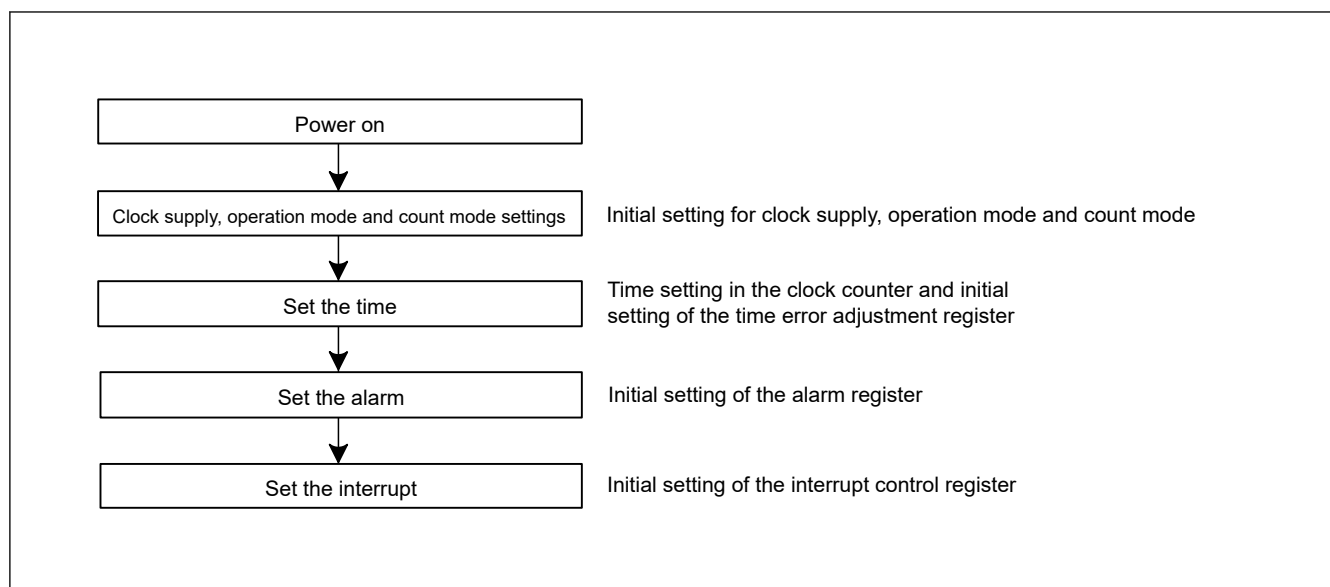 Power on
Clock supply, operation mode and count mode settings
Initial setting for clock supply, operation mode and count mode
Set the time
Time setting in the clock counter and initial
setting of the time error adjustment register
Set the alarm
Initial setting of the alarm register
Set the interrupt
Initial setting of the interrupt control register